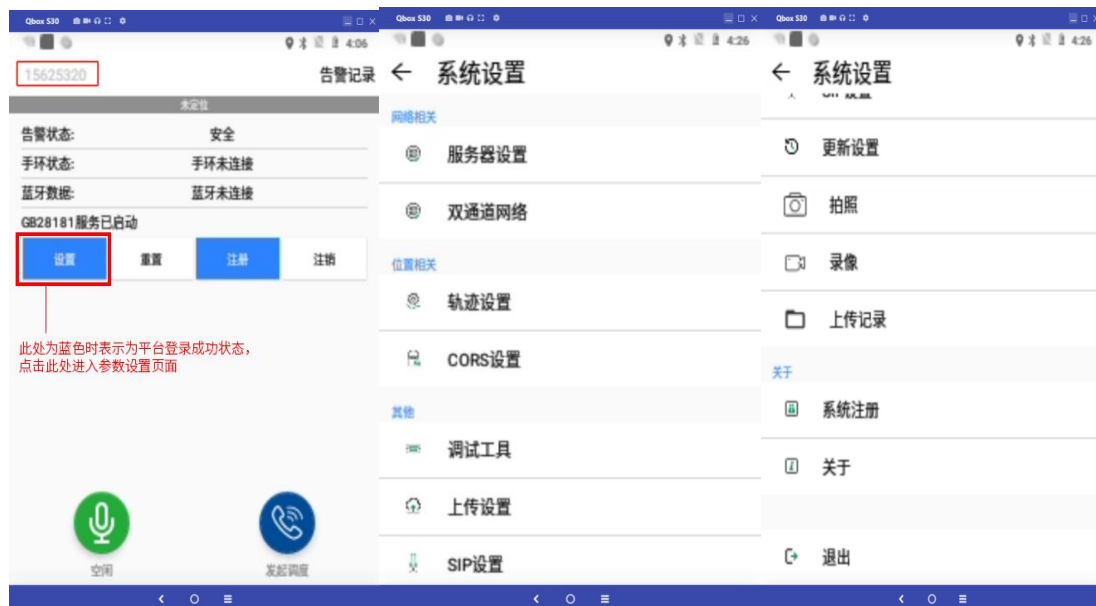 Qbox S30
4:06
15625320
告警记录
未定位
告警状态: 安全
手环状态: 手环未连接
蓝牙数据: 蓝牙未连接
GB28181服务已启动
设置 重置 注册 注销
此处为蓝色时表示为平台登录成功状态，
点击此处进入参数设置页面
空闲
发起调度
Qbox S30
4:26
系统设置
网络相关
服务器设置
双通道网络
位置相关
轨迹设置
CORS设置
其他
调试工具
上传设置
SIP设置
Qbox S30
4:26
系统设置
SIP设置
更新设置
拍照
录像
上传记录
关于
系统注册
关于
退出